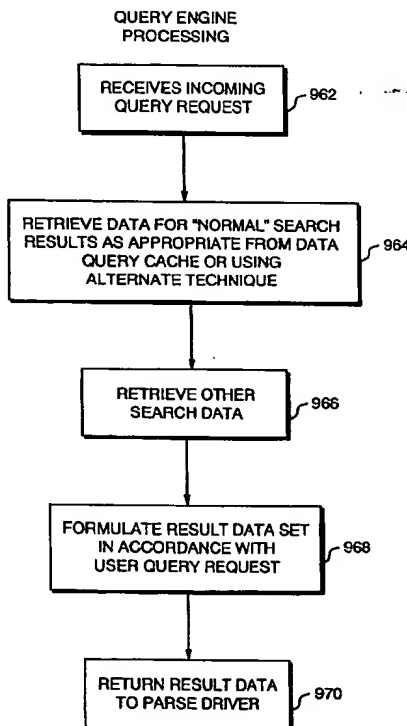 QUERY ENGINE
PROCESSING
RECEIVES INCOMING
QUERY REQUEST
962
RETRIEVE DATA FOR "NORMAL" SEARCH
RESULTS AS APPROPRIATE FROM DATA
QUERY CACHE OR USING
ALTERNATE TECHNIQUE
964
RETRIEVE OTHER
SEARCH DATA
966
FORMULATE RESULT DATA SET
IN ACCORDANCE WITH
USER QUERY REQUEST
968
RETURN RESULT DATA
TO PARSE DRIVER
970